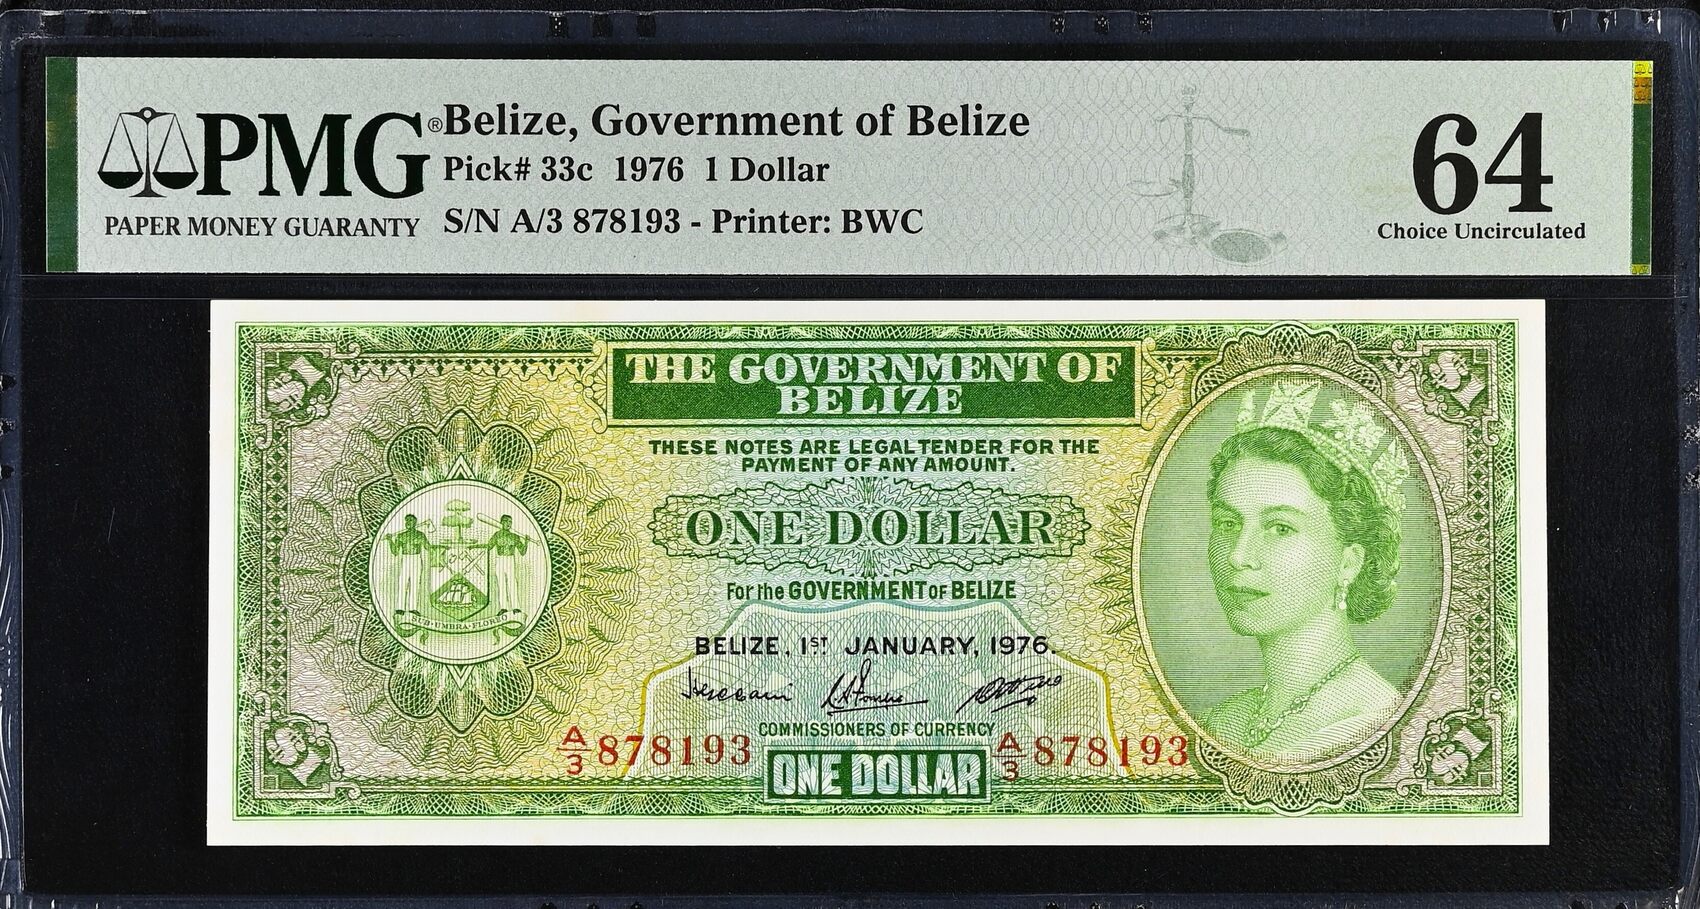 PMG®
PAPER MONEY GUARANTY
Belize, Government of Belize
Pick# 33c 1976 1 Dollar
S/N A/3 878193 - Printer: BWC
64
Choice Uncirculated
THE GOVERNMENT OF
BELIZE
THESE NOTES ARE LEGAL TENDER FOR THE
PAYMENT OF ANY AMOUNT.
ONE DOLLAR
For the GOVERNMENT of BELIZE
BELIZE, 1ST JANUARY, 1976.
COMMISSIONERS OF CURRENCY
A/3 878193
A/3 878193
ONE DOLLAR
SUB·UMBRA·FLOREO
1
1
1
1